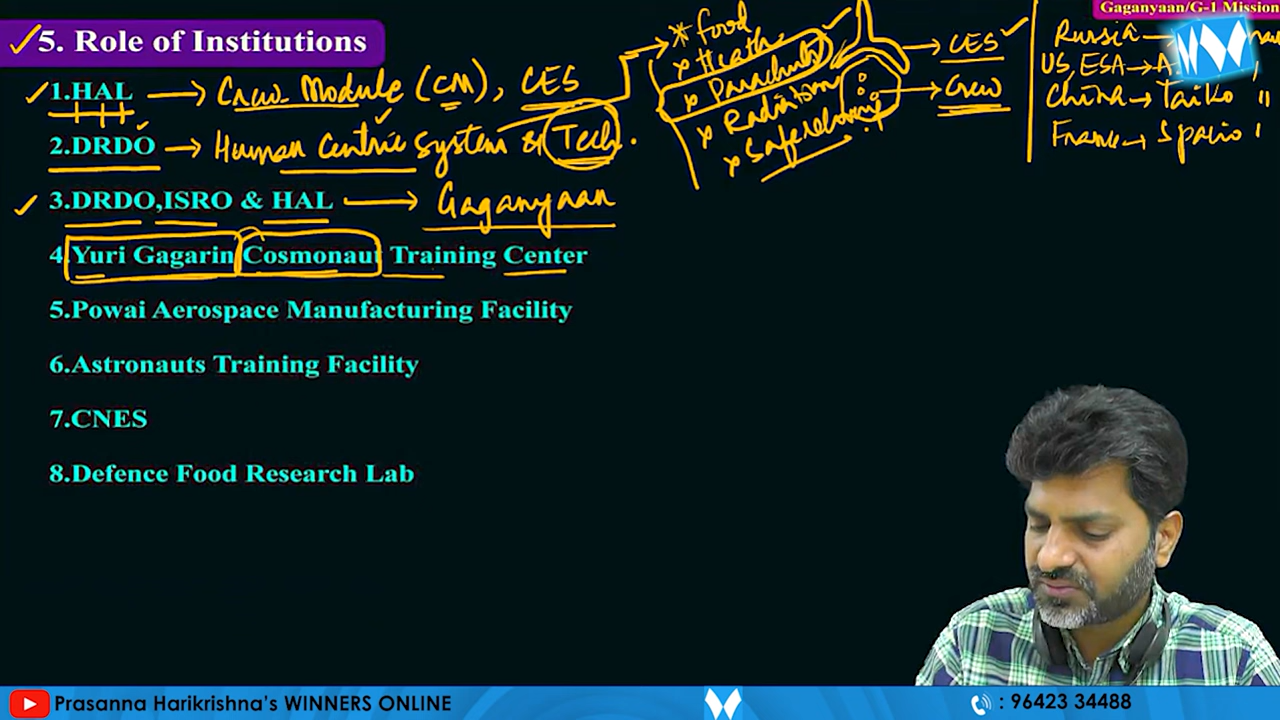 Gaganyaan/G-1 Mission
5. Role of Institutions
1.HAL → Crew Module (CM), CES
2.DRDO → Human Centric System & Tech.
3.DRDO,ISRO & HAL → Gaganyaan
4.Yuri Gagarin Cosmonaut Training Center
5.Powai Aerospace Manufacturing Facility
6.Astronauts Training Facility
7.CNES
8.Defence Food Research Lab
* Food
x Health
x Parachute
x Radiation
x Safe
→ CES
→ Crew
Russia →
US, ESA → A
China → Taiko "
France → Spacio "
Prasanna Harikrishna's WINNERS ONLINE
: 96423 34488